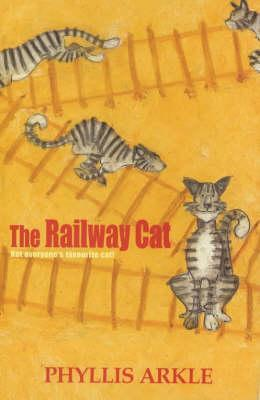 The Railway Cat
Not everyone's favourite cat!
PHYLLIS ARKLE